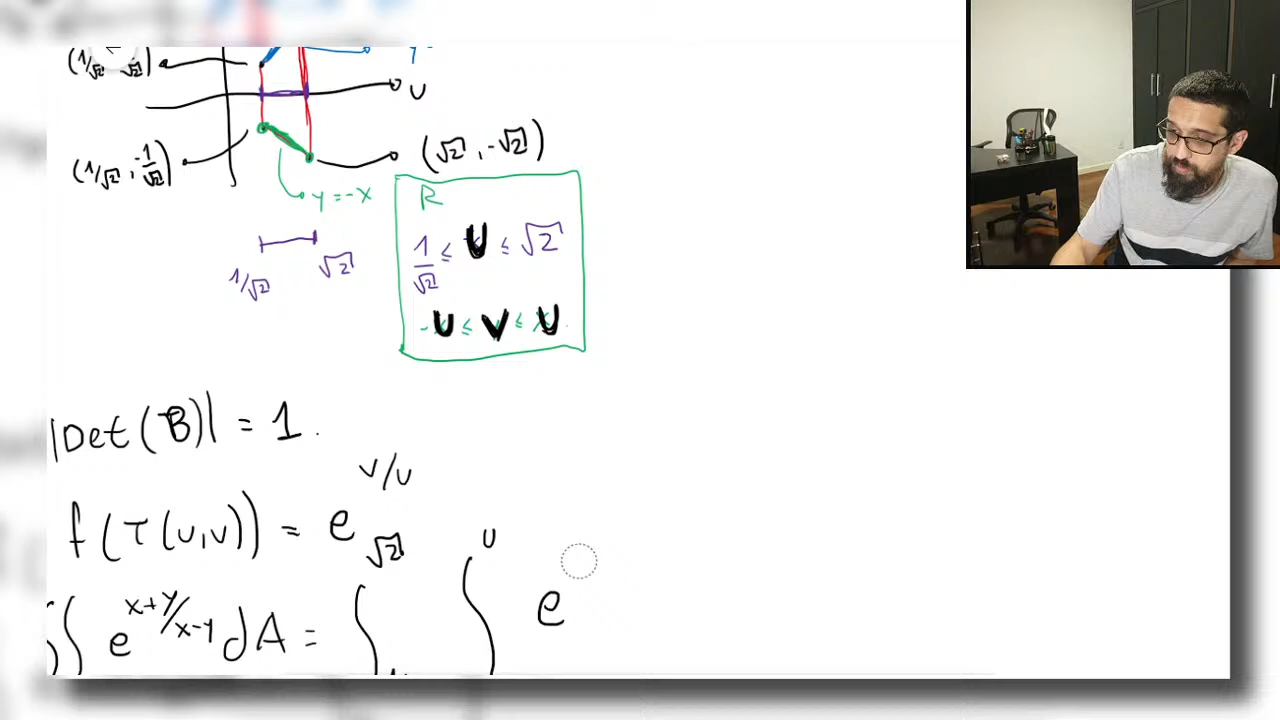 U
(√2, -√2)
(1/√2, -1/√2)
y = -x
R
1/√2 ≤ U ≤ √2
1/√2 √2
-U ≤ V ≤ U
|Det(B)| = 1.
f(T(u,v)) = e^{v/u}
∬ e^{x+y/x-y} dA = ∫^{√2} ∫^{U} e